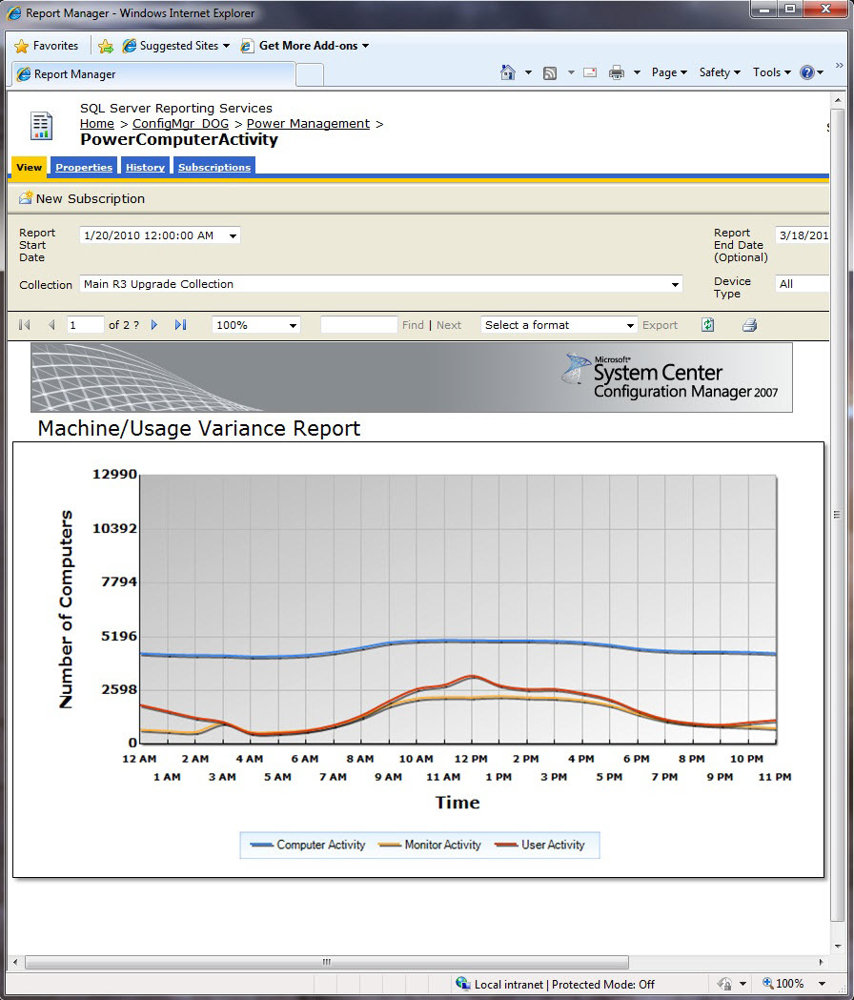 Report Manager - Windows Internet Explorer
Favorites
Suggested Sites
Get More Add-ons
Report Manager
Page
Safety
Tools
SQL Server Reporting Services
Home > ConfigMgr_DOG > Power Management >
PowerComputerActivity
View Properties History Subscriptions
New Subscription
Report Start Date
1/20/2010 12:00:00 AM
Report End Date (Optional)
3/18/201
Collection
Main R3 Upgrade Collection
Device Type
All
1 of 2 ?
100%
Find | Next
Select a format
Export
Microsoft®
System Center
Configuration Manager 2007
Machine/Usage Variance Report
Number of Computers
12990
10392
7794
5196
2598
0
12 AM 2 AM 4 AM 6 AM 8 AM 10 AM 12 PM 2 PM 4 PM 6 PM 8 PM 10 PM
1 AM 3 AM 5 AM 7 AM 9 AM 11 AM 1 PM 3 PM 5 PM 7 PM 9 PM 11 PM
Time
Computer Activity Monitor Activity User Activity
Local intranet | Protected Mode: Off
100%